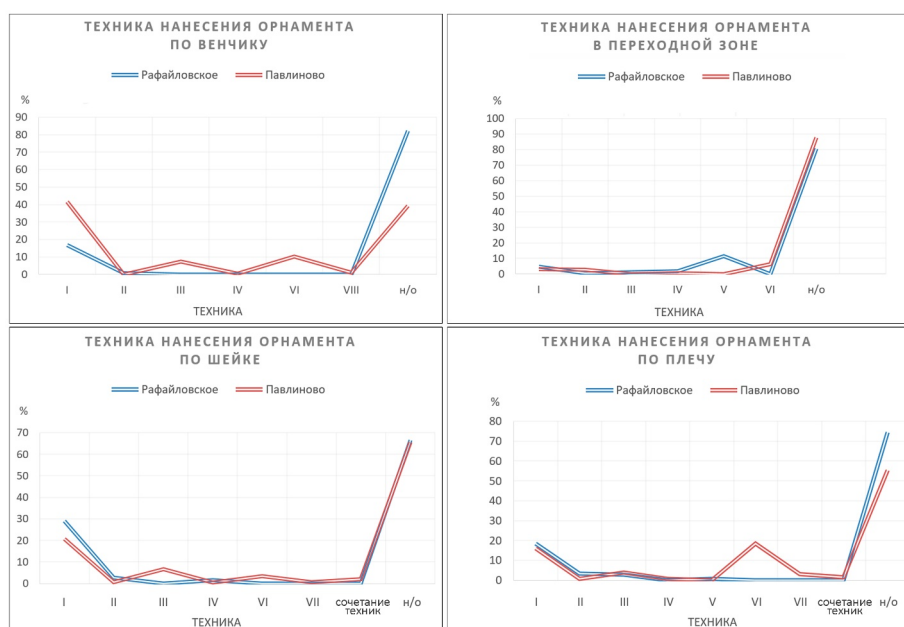 ТЕХНИКА НАНЕСЕНИЯ ОРНАМЕНТА
ПО ВЕНЧИКУ
Рафайловское Павлиново
%
90
80
70
60
50
40
30
20
10
0
I II III IV VI VIII н/о
ТЕХНИКА
ТЕХНИКА НАНЕСЕНИЯ ОРНАМЕНТА
В ПЕРЕХОДНОЙ ЗОНЕ
Рафайловское Павлиново
%
100
90
80
70
60
50
40
30
20
10
0
I II III IV V VI н/о
ТЕХНИКА
ТЕХНИКА НАНЕСЕНИЯ ОРНАМЕНТА
ПО ШЕЙКЕ
Рафайловское Павлиново
%
70
60
50
40
30
20
10
0
I II III IV VI VII сочетание н/о
техник
ТЕХНИКА
ТЕХНИКА НАНЕСЕНИЯ ОРНАМЕНТА
ПО ПЛЕЧУ
Рафайловское Павлиново
%
80
70
60
50
40
30
20
10
0
I II III IV V VI VII сочетание н/о
техник
ТЕХНИКА